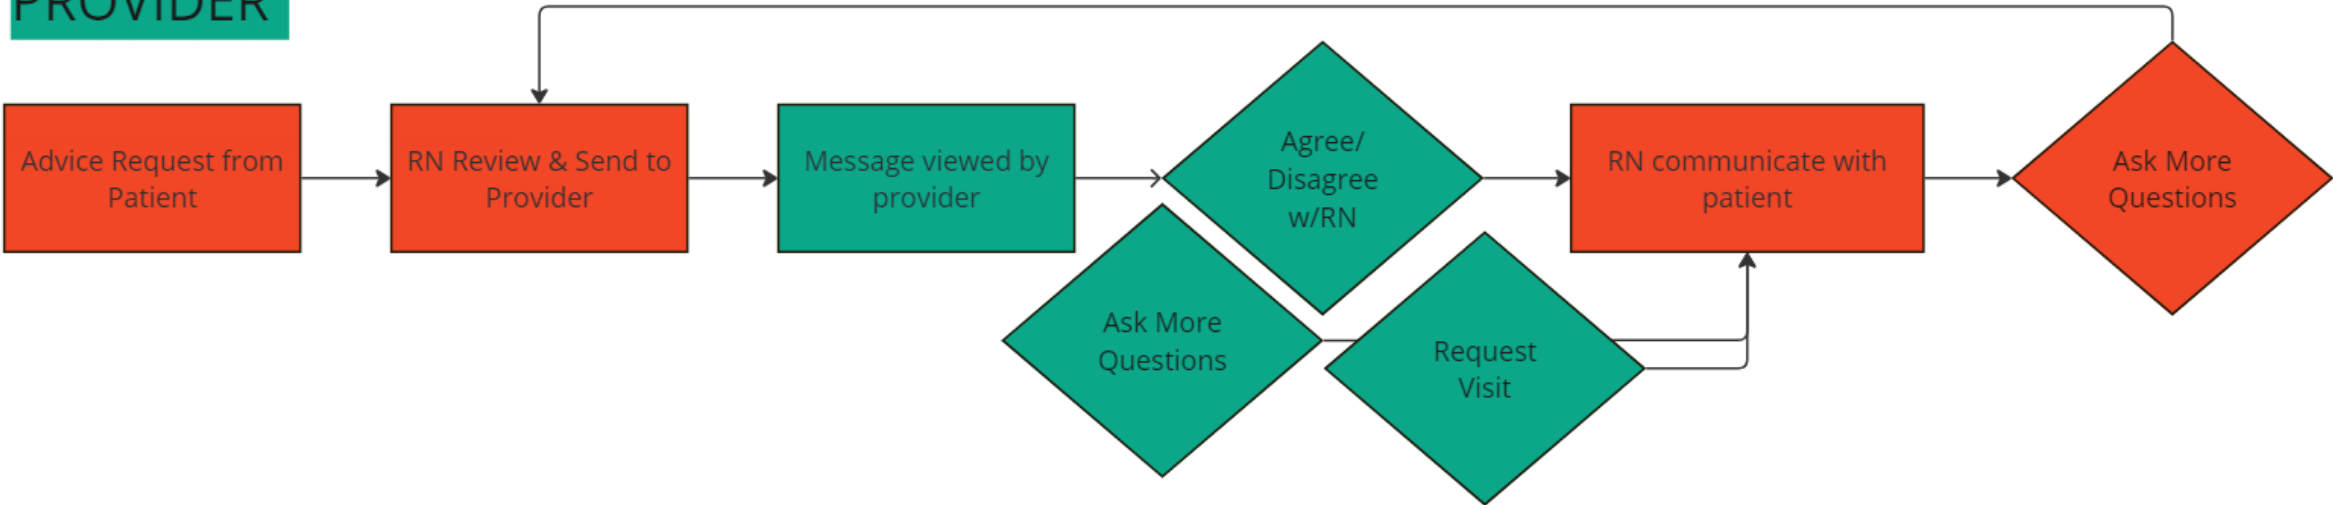 PROVIDER
Advice Request from
Patient
RN Review & Send to
Provider
Message viewed by
provider
Agree/
Disagree
w/RN
RN communicate with
patient
Ask More
Questions
Ask More
Questions
Request
Visit